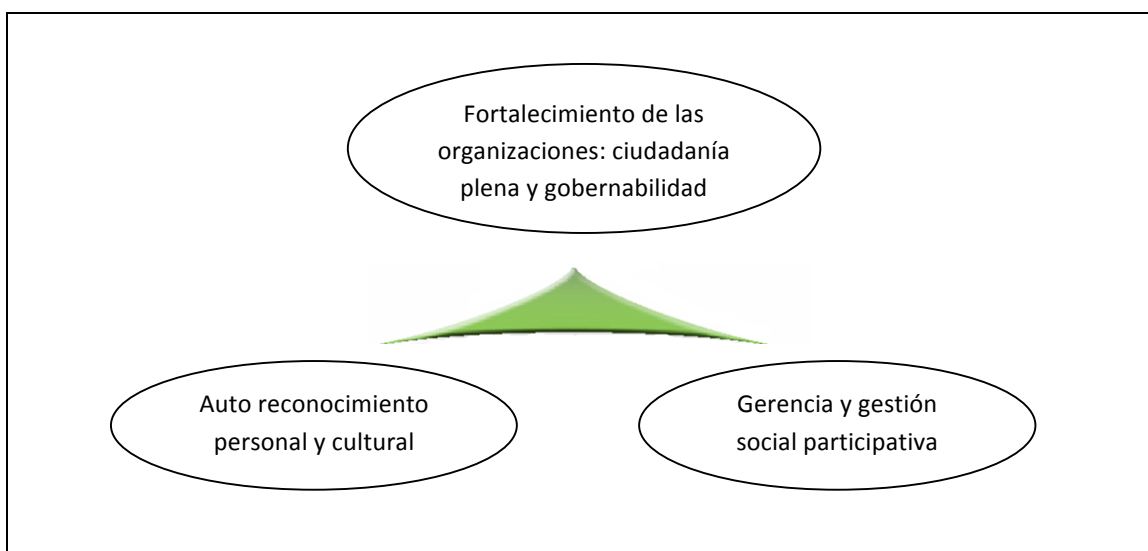 Fortalecimiento de las
organizaciones: ciudadanía
plena y gobernabilidad
Auto reconocimiento
personal y cultural
Gerencia y gestión
social participativa